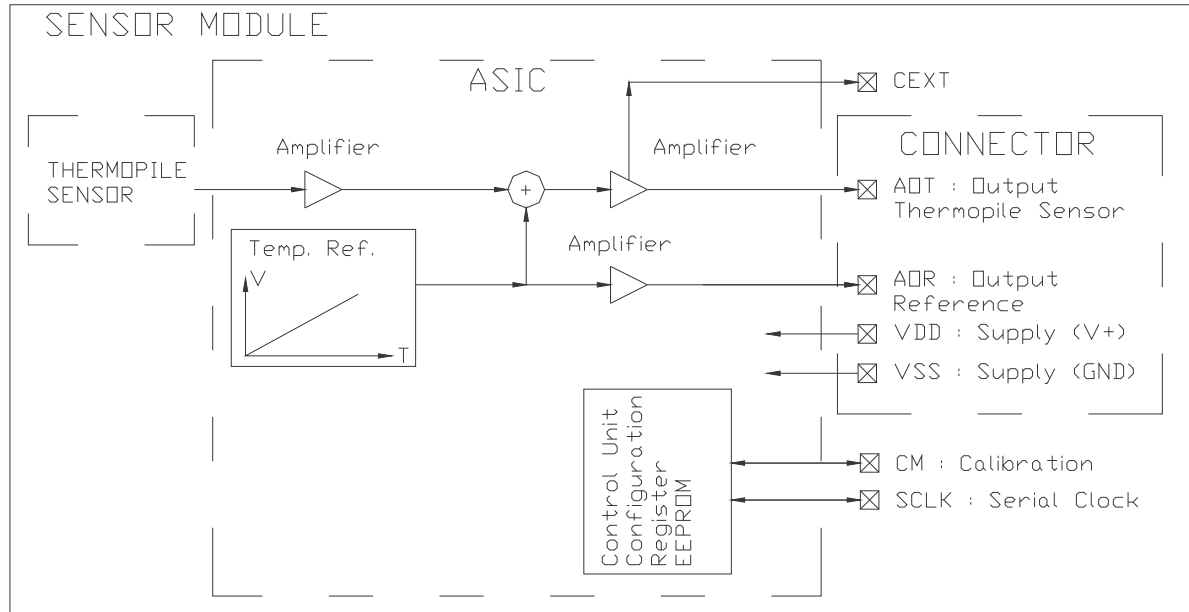 SENSOR MODULE
ASIC
CEXT
THERMOPILE
SENSOR
Amplifier
Amplifier
CONNECTOR
+
AOT : Output
Thermopile Sensor
Temp. Ref.
V
T
Amplifier
AOR : Output
Reference
VDD : Supply (V+)
VSS : Supply (GND)
Control Unit
Configuration
Register
EEPROM
CM : Calibration
SCLK : Serial Clock